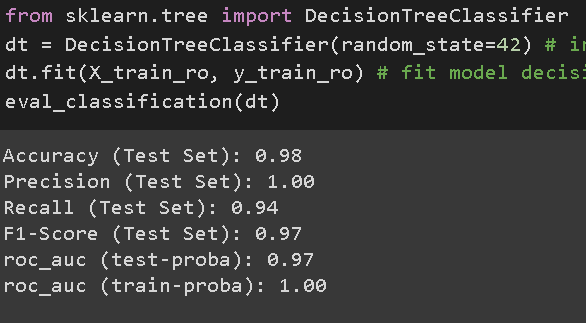 from sklearn.tree import DecisionTreeClassifier
dt = DecisionTreeClassifier(random_state=42) #
dt.fit(X_train_ro, y_train_ro) # fit model
eval_classification(dt)
Accuracy (Test Set): 0.98
Precision (Test Set): 1.00
Recall (Test Set): 0.94
F1-Score (Test Set): 0.97
roc_auc (test-proba): 0.97
roc_auc (train-proba): 1.00